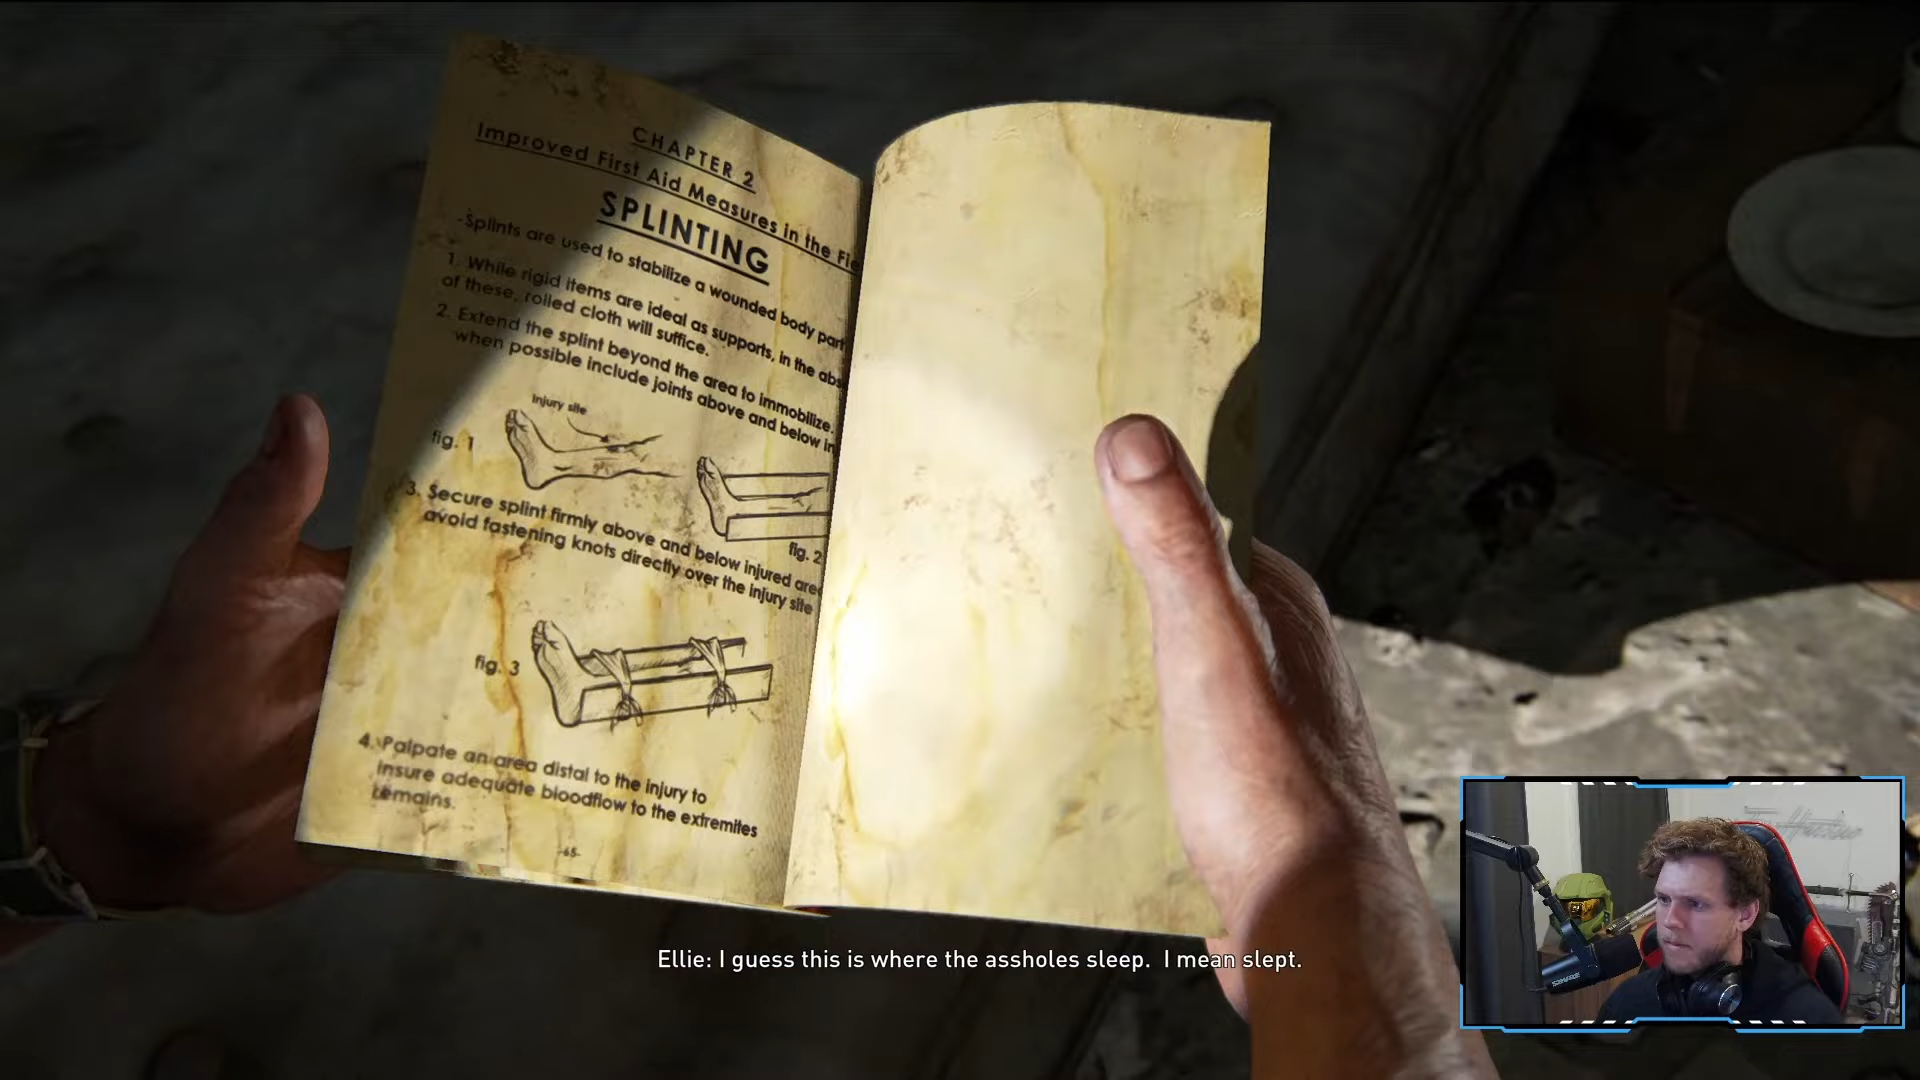 CHAPTER 2
Improved First Aid Measures in the Fie
SPLINTING
-Splints are used to stabilize a wounded body part
1. While rigid items are ideal as supports, in the abs
of these, rolled cloth will suffice.
2. Extend the splint beyond the area to immobilize.
when possible include joints above and below in
Injury site
fig. 1
fig. 2
3. Secure splint firmly above and below injured are
avoid fastening knots directly over the injury site
fig. 3
4. Palpate an area distal to the injury to
insure adequate bloodflow to the extremites
remains.
-65-
Ellie: I guess this is where the assholes sleep.  I mean slept.